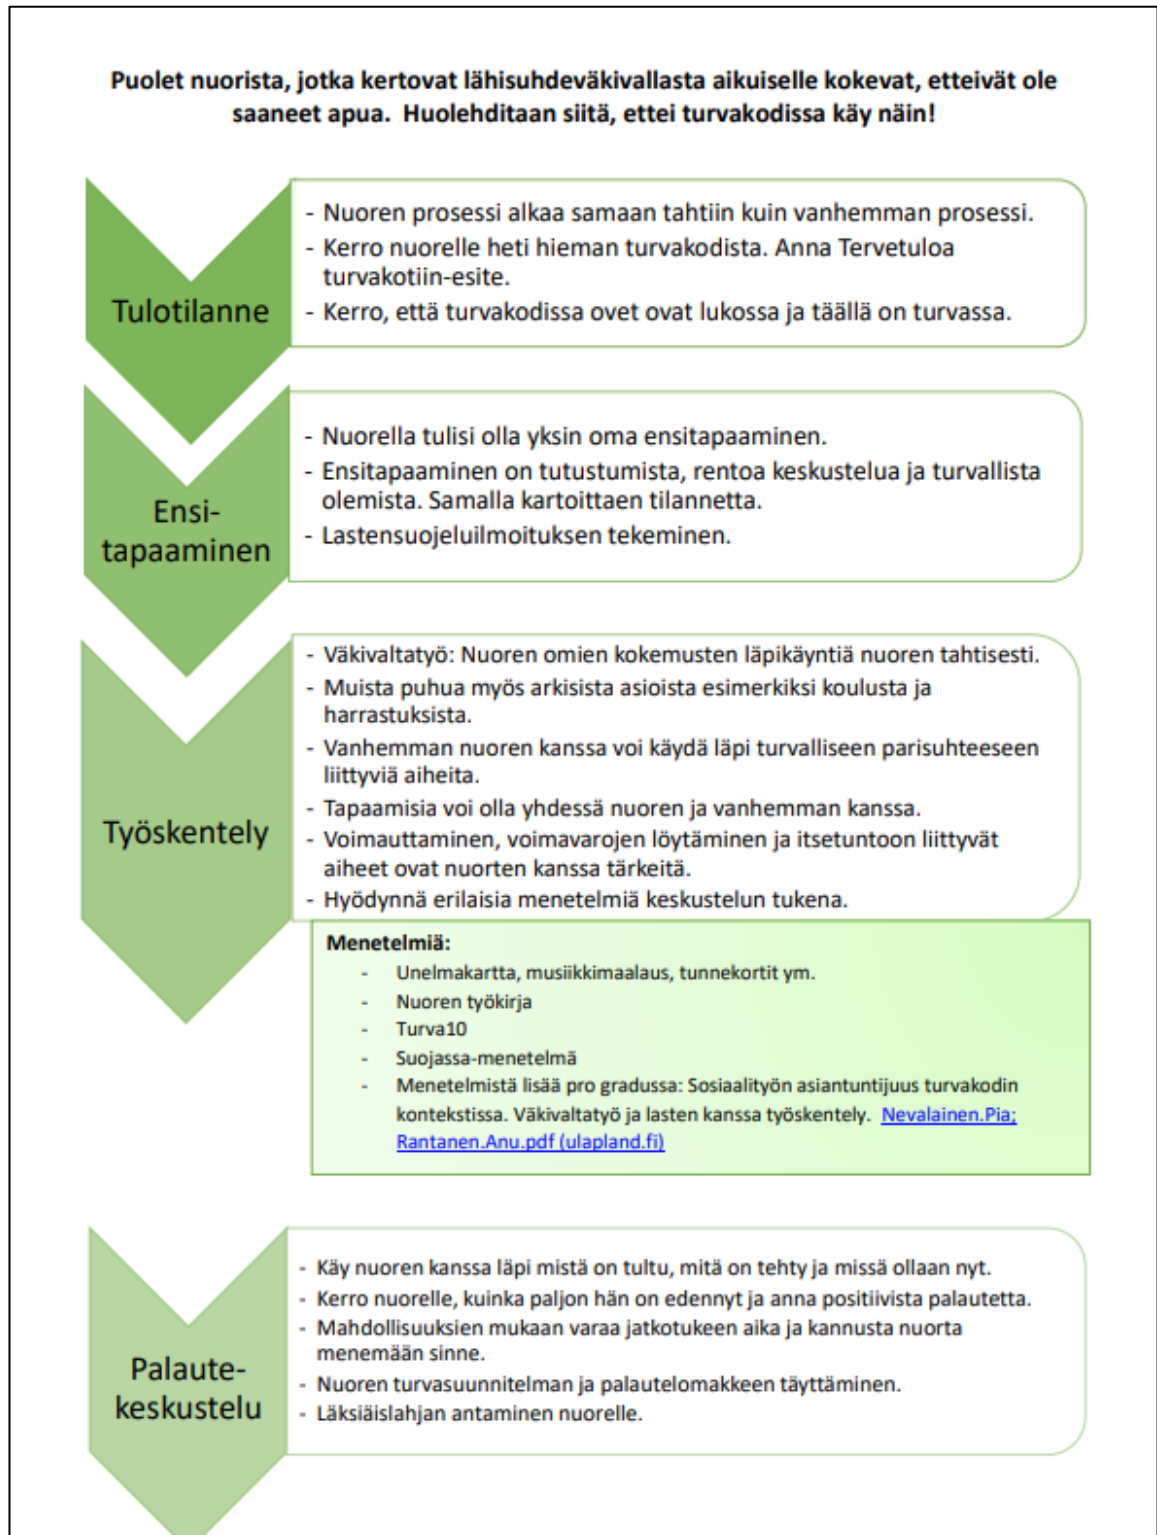 Puolet nuorista, jotka kertovat lähisuhdeväkivallasta aikuiselle kokevat, etteivät ole
saaneet apua. Huolehditaan siitä, ettei turvakodissa käy näin!
Tulotilanne
- Nuoren prosessi alkaa samaan tahtiin kuin vanhemman prosessi.
- Kerro nuorelle heti hieman turvakodista. Anna Tervetuloa
turvakotiin-esite.
- Kerro, että turvakodissa ovet ovat lukossa ja täällä on turvassa.
Ensi-
tapaaminen
- Nuorella tulisi olla yksin oma ensitapaaminen.
- Ensitapaaminen on tutustumista, rentoa keskustelua ja turvallista
olemista. Samalla kartoittaen tilannetta.
- Lastensuojeluilmoituksen tekeminen.
Työskentely
- Väkivaltatyö: Nuoren omien kokemusten läpikäyntiä nuoren tahtisesti.
- Muista puhua myös arkisista asioista esimerkiksi koulusta ja
harrastuksista.
- Vanhemman nuoren kanssa voi käydä läpi turvalliseen parisuhteeseen
liittyviä aiheita.
- Tapaamisia voi olla yhdessä nuoren ja vanhemman kanssa.
- Voimauttaminen, voimavarojen löytäminen ja itsetuntoon liittyvät
aiheet ovat nuorten kanssa tärkeitä.
- Hyödynnä erilaisia menetelmiä keskustelun tukena.
Menetelmiä:
- Unelmakartta, musiikkimaalaus, tunnekortit ym.
- Nuoren työkirja
- Turva10
- Suojassa-menetelmä
- Menetelmistä lisää pro gradussa: Sosiaalityön asiantuntijuus turvakodin
kontekstissa. Väkivaltatyö ja lasten kanssa työskentely. Nevalainen.Pia;
Rantanen.Anu.pdf (ulapland.fi)
Palaute-
keskustelu
- Käy nuoren kanssa läpi mistä on tultu, mitä on tehty ja missä ollaan nyt.
- Kerro nuorelle, kuinka paljon hän on edennyt ja anna positiivista palautetta.
- Mahdollisuuksien mukaan varaa jatkotukeen aika ja kannusta nuorta
menemään sinne.
- Nuoren turvasuunnitelman ja palautelomakkeen täyttäminen.
- Läksiäislahjan antaminen nuorelle.